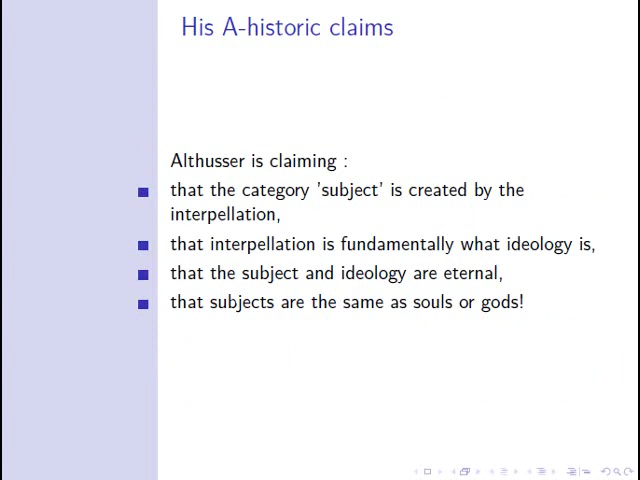 His A-historic claims
Althusser is claiming :
that the category 'subject' is created by the
interpellation,
that interpellation is fundamentally what ideology is,
that the subject and ideology are eternal,
that subjects are the same as souls or gods!